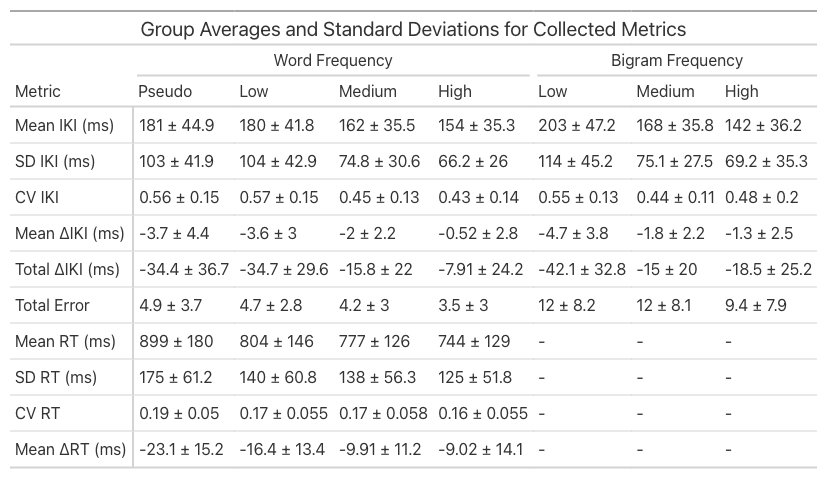 Group Averages and Standard Deviations for Collected Metrics
Word Frequency Bigram Frequency
Metric Pseudo Low Medium High Low Medium High
Mean IKI (ms) 181 ± 44.9 180 ± 41.8 162 ± 35.5 154 ± 35.3 203 ± 47.2 168 ± 35.8 142 ± 36.2
SD IKI (ms) 103 ± 41.9 104 ± 42.9 74.8 ± 30.6 66.2 ± 26 114 ± 45.2 75.1 ± 27.5 69.2 ± 35.3
CV IKI 0.56 ± 0.15 0.57 ± 0.15 0.45 ± 0.13 0.43 ± 0.14 0.55 ± 0.13 0.44 ± 0.11 0.48 ± 0.2
Mean ΔIKI (ms) -3.7 ± 4.4 -3.6 ± 3 -2 ± 2.2 -0.52 ± 2.8 -4.7 ± 3.8 -1.8 ± 2.2 -1.3 ± 2.5
Total ΔIKI (ms) -34.4 ± 36.7 -34.7 ± 29.6 -15.8 ± 22 -7.91 ± 24.2 -42.1 ± 32.8 -15 ± 20 -18.5 ± 25.2
Total Error 4.9 ± 3.7 4.7 ± 2.8 4.2 ± 3 3.5 ± 3 12 ± 8.2 12 ± 8.1 9.4 ± 7.9
Mean RT (ms) 899 ± 180 804 ± 146 777 ± 126 744 ± 129 - - -
SD RT (ms) 175 ± 61.2 140 ± 60.8 138 ± 56.3 125 ± 51.8 - - -
CV RT 0.19 ± 0.05 0.17 ± 0.055 0.17 ± 0.058 0.16 ± 0.055 - - -
Mean ΔRT (ms) -23.1 ± 15.2 -16.4 ± 13.4 -9.91 ± 11.2 -9.02 ± 14.1 - - -